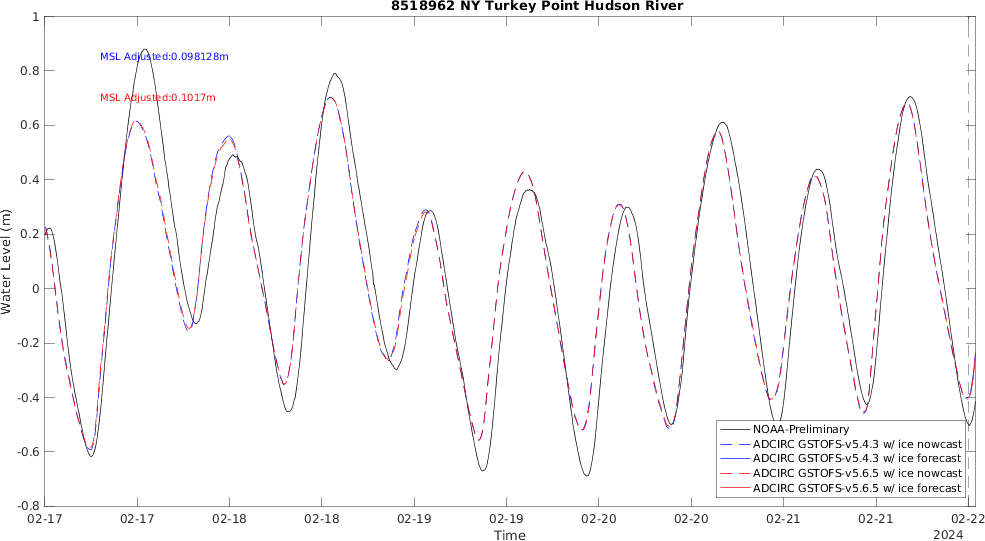 8518962 NY Turkey Point Hudson River
MSL Adjusted:0.098128m
MSL Adjusted:0.1017m
Water Level (m)
1
0.8
0.6
0.4
0.2
0
-0.2
-0.4
-0.6
-0.8
NOAA-Preliminary
ADCIRC GSTOFS-v5.4.3 w/ ice nowcast
ADCIRC GSTOFS-v5.4.3 w/ ice forecast
ADCIRC GSTOFS-v5.6.5 w/ ice nowcast
ADCIRC GSTOFS-v5.6.5 w/ ice forecast
02-17 02-17 02-18 02-18 02-19 02-19 02-20 02-20 02-21 02-21 02-22
Time
2024